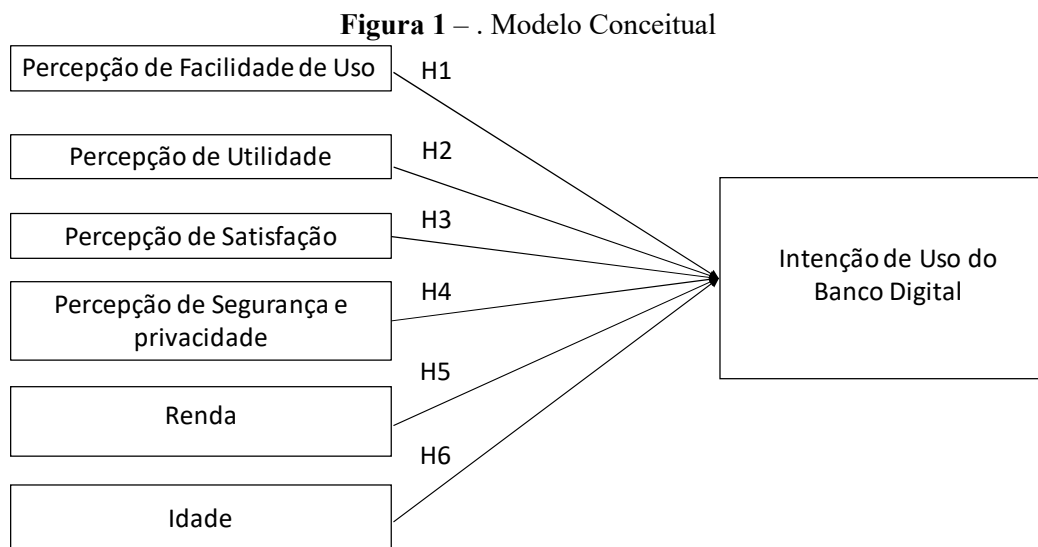 Figura 1 – . Modelo Conceitual
Percepção de Facilidade de Uso
H1
Percepção de Utilidade
H2
Percepção de Satisfação
H3
Percepção de Segurança e
privacidade
H4
Renda
H5
Idade
H6
Intenção de Uso do
Banco Digital